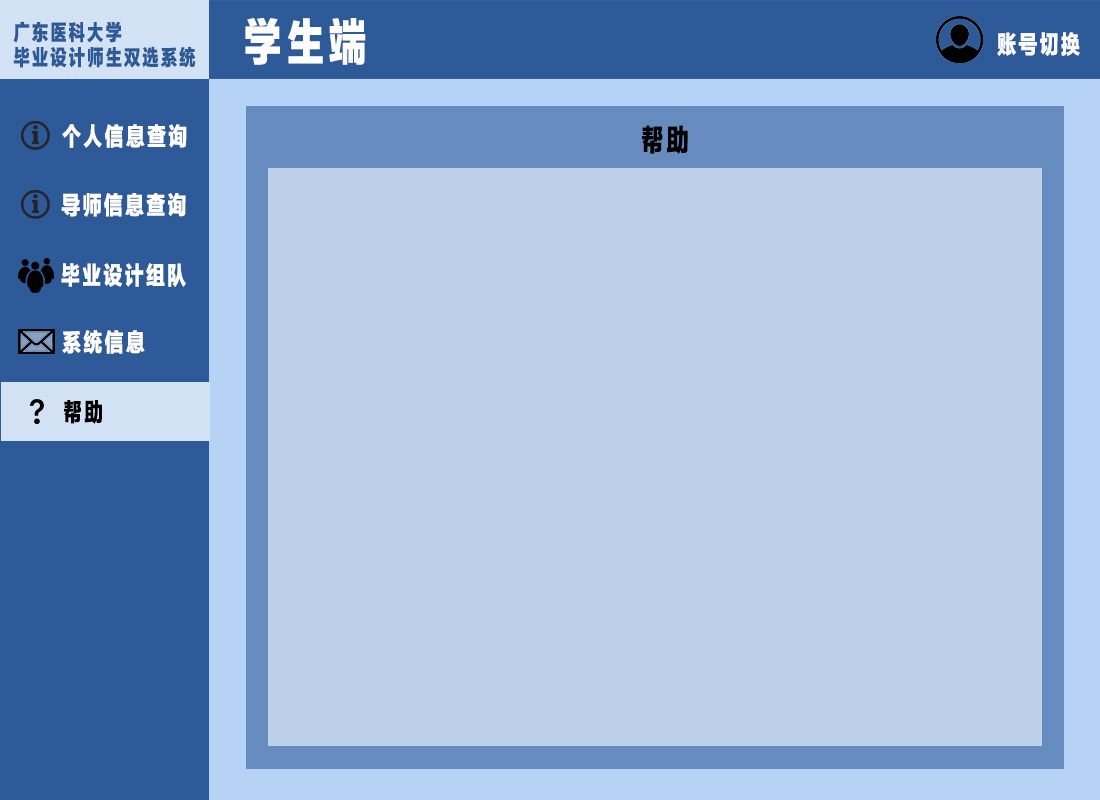 广东医科大学
毕业设计师生双选系统
学生端
账号切换
个人信息查询
导师信息查询
毕业设计组队
系统信息
? 帮助
帮助